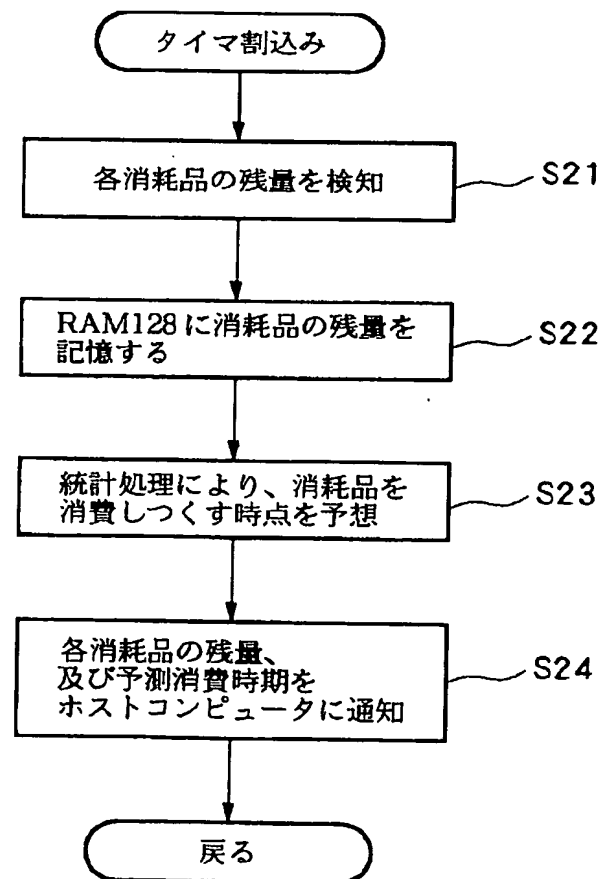 タイマ割込み
各消耗品の残量を検知
S21
RAM128に消耗品の残量を
記憶する
S22
統計処理により、消耗品を
消費しつくす時点を予想
S23
各消耗品の残量、
及び予測消費時期を
ホストコンピュータに通知
S24
戻る